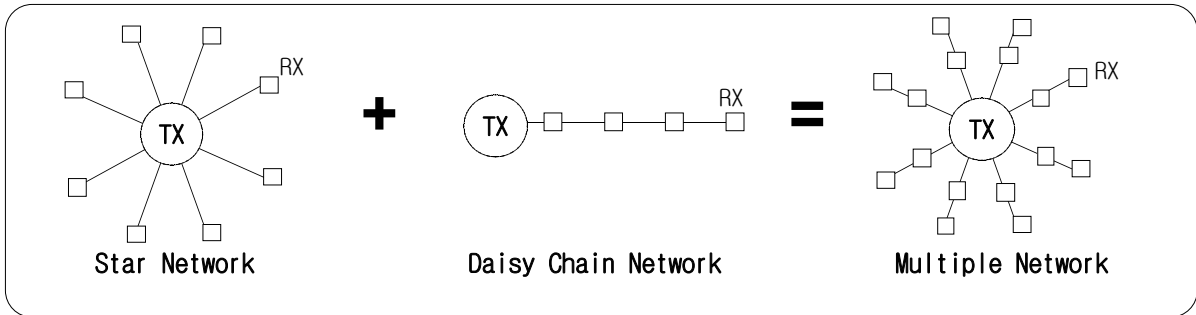 RX
TX
+
RX
TX
=
RX
TX
Star Network
Daisy Chain Network
Multiple Network